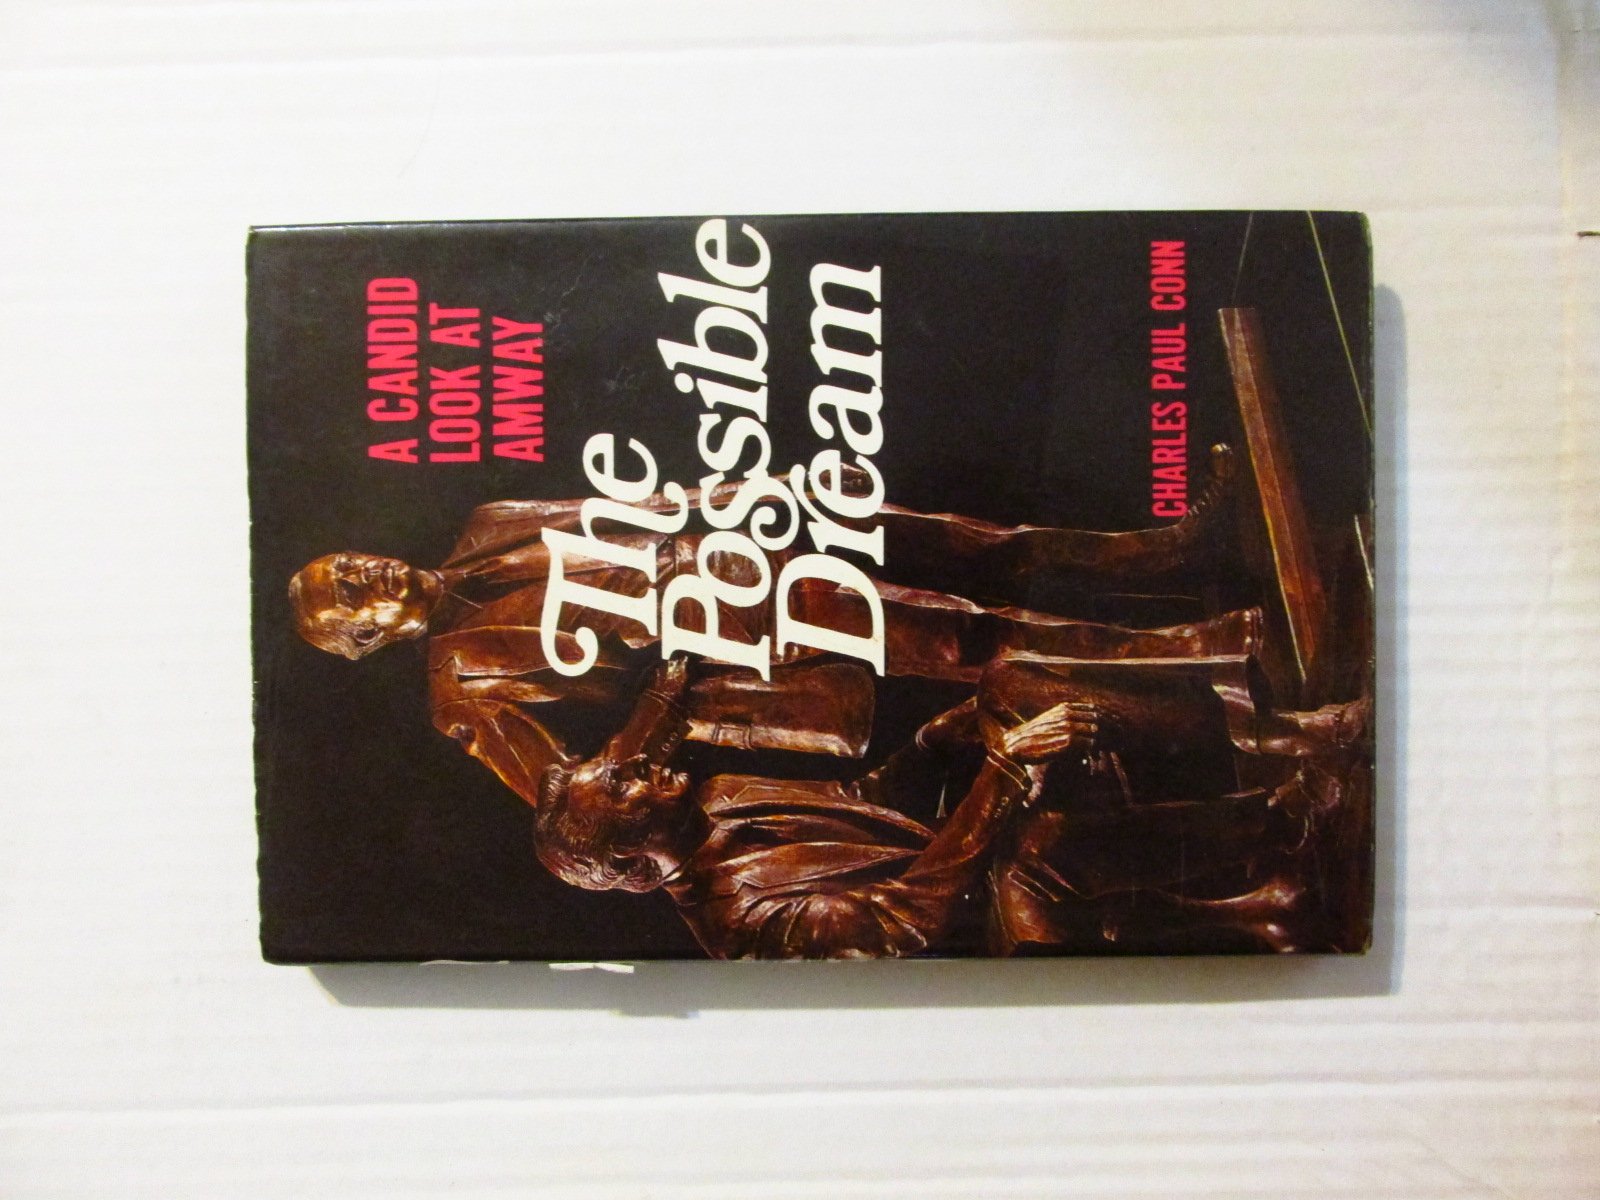 A CANDID
LOOK AT
AMWAY
The
Possible
Dream
CHARLES PAUL CONN